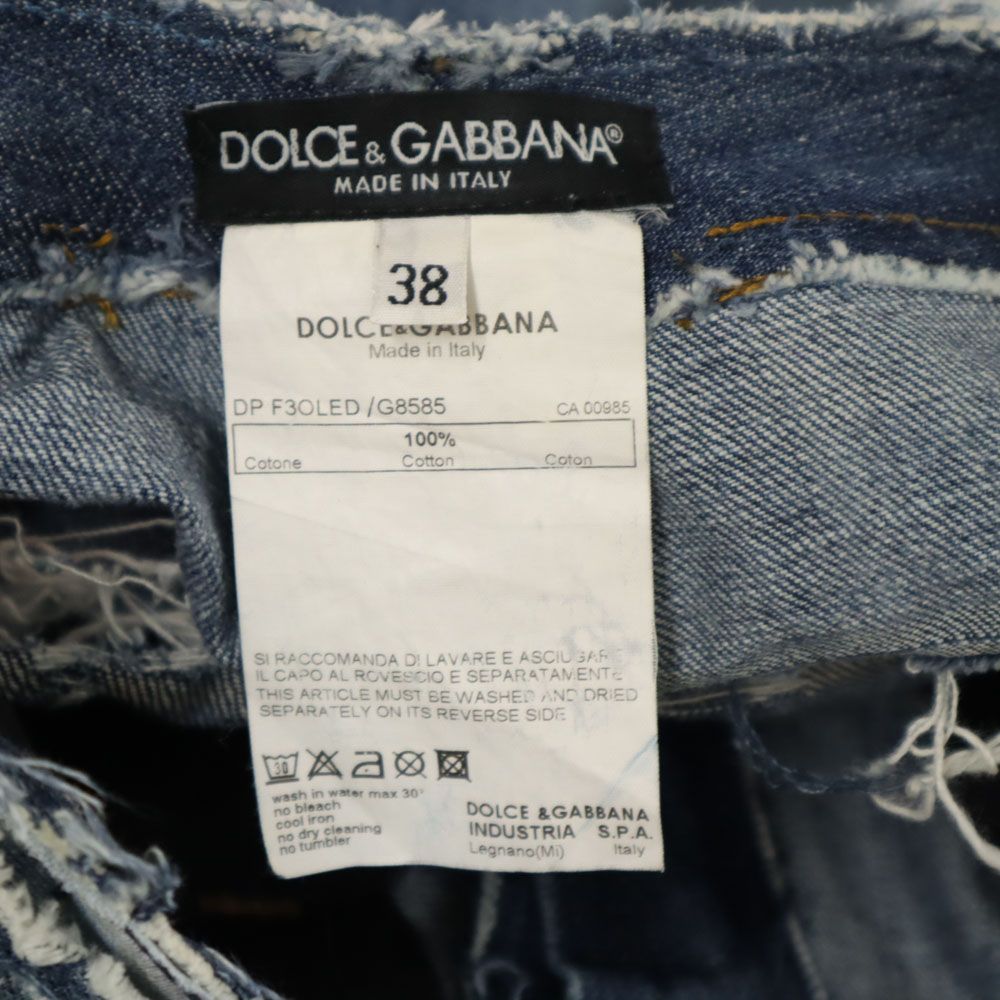 DOLCE & GABBANA®
MADE IN ITALY
38
DOLCE&GABBANA
Made in Italy
DP F3OLED /G8585 CA 00985
100%
Cotone Cotton Coton
SI RACCOMANDA DI LAVARE E ASCIUGARE
IL CAPO AL ROVESCIO E SEPARATAMENTE
THIS ARTICLE MUST BE WASHED AND DRIED
SEPARATELY ON ITS REVERSE SIDE
30
wash in water max 30°
no bleach
cool iron
no dry cleaning
no tumbler
DOLCE & GABBANA
INDUSTRIA S.P.A.
Legnano(Mi) Italy